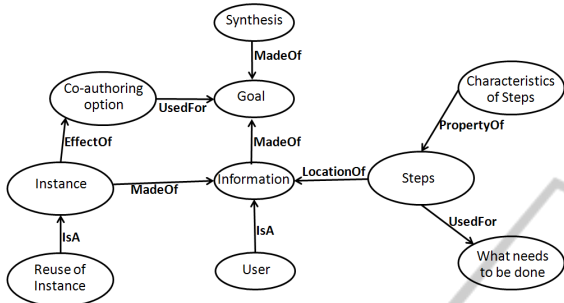 Synthesis
MadeOf
Co-authoring
option
UsedFor
Goal
Characteristics
of Steps
EffectOf
MadeOf
PropertyOf
Instance
MadeOf
Information
LocationOf
Steps
IsA
IsA
UsedFor
Reuse of
Instance
User
What needs
to be done